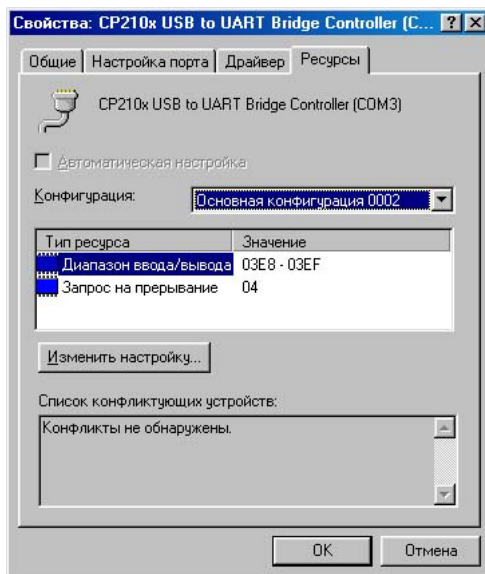 Свойства: CP210x USB to UART Bridge Controller (C...
Общие Настройка порта Драйвер Ресурсы
CP210x USB to UART Bridge Controller (COM3)
Автоматическая настройка
Конфигурация: Основная конфигурация 0002
Тип ресурса Значение
Диапазон ввода/вывода 03E8 - 03EF
Запрос на прерывание 04
Изменить настройку...
Список конфликтующих устройств:
Конфликты не обнаружены.
OK Отмена